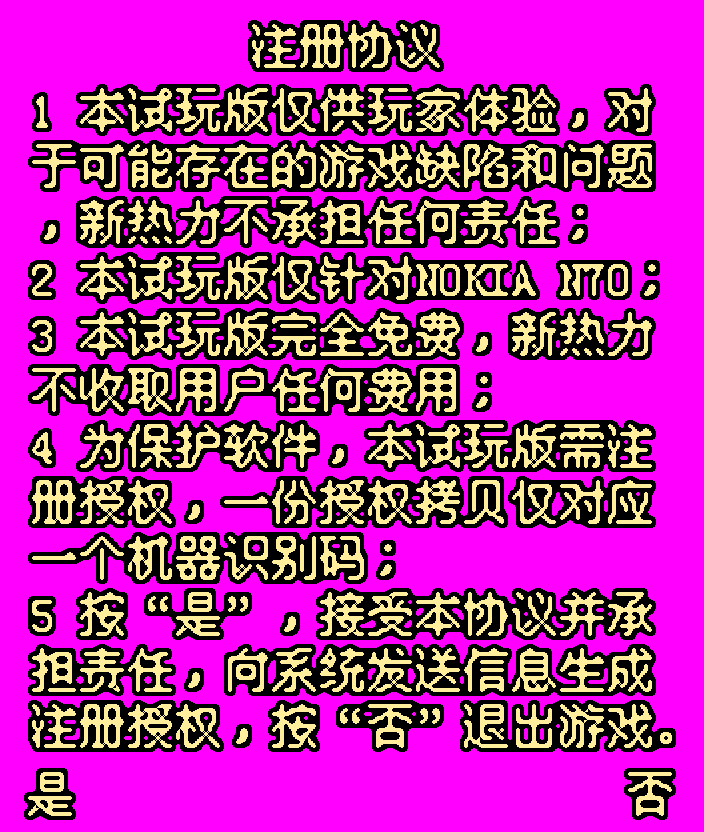 注册协议
1 本试玩版仅供玩家体验，对
于可能存在的游戏缺陷和问题
，新热力不承担任何责任；
2 本试玩版仅针对NOKIA N70；
3 本试玩版完全免费，新热力
不收取用户任何费用；
4 为保护软件，本试玩版需注
册授权，一份授权拷贝仅对应
一个机器识别码；
5 按“是”，接受本协议并承
担责任，向系统发送信息生成
注册授权，按“否”退出游戏。
是 否